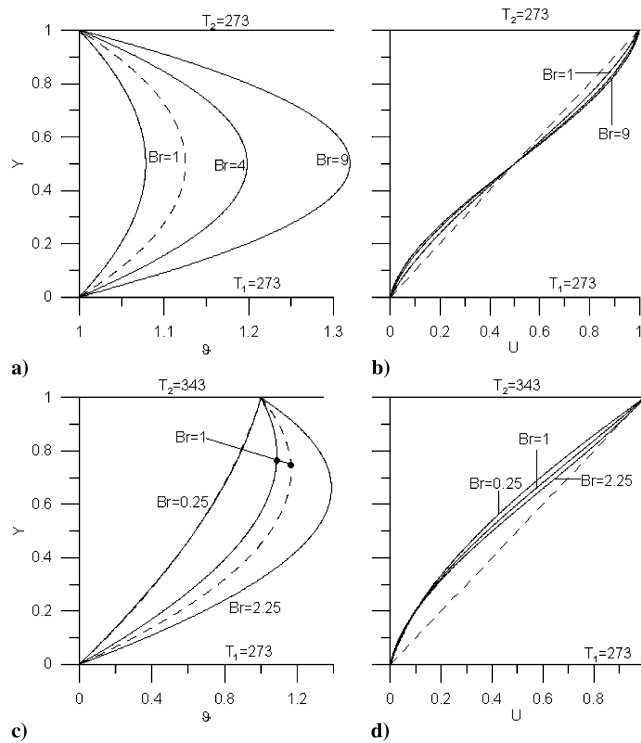 T2=273
1
0.8
0.6
Y
0.4
0.2
0
Br=1
Br=4
Br=9
T1=273
1
1.1
1.2
1.3
ϑ
a)
T2=273
1
0.8
0.6
Y
0.4
0.2
0
Br=1
Br=9
T1=273
0
0.2
0.4
0.6
0.8
1
U
b)
T2=343
1
0.8
0.6
Y
0.4
0.2
0
Br=1
Br=0.25
Br=2.25
T1=273
0
0.4
0.8
1.2
ϑ
c)
T2=343
1
0.8
0.6
Y
0.4
0.2
0
Br=1
Br=0.25
Br=2.25
T1=273
0
0.2
0.4
0.6
0.8
U
d)